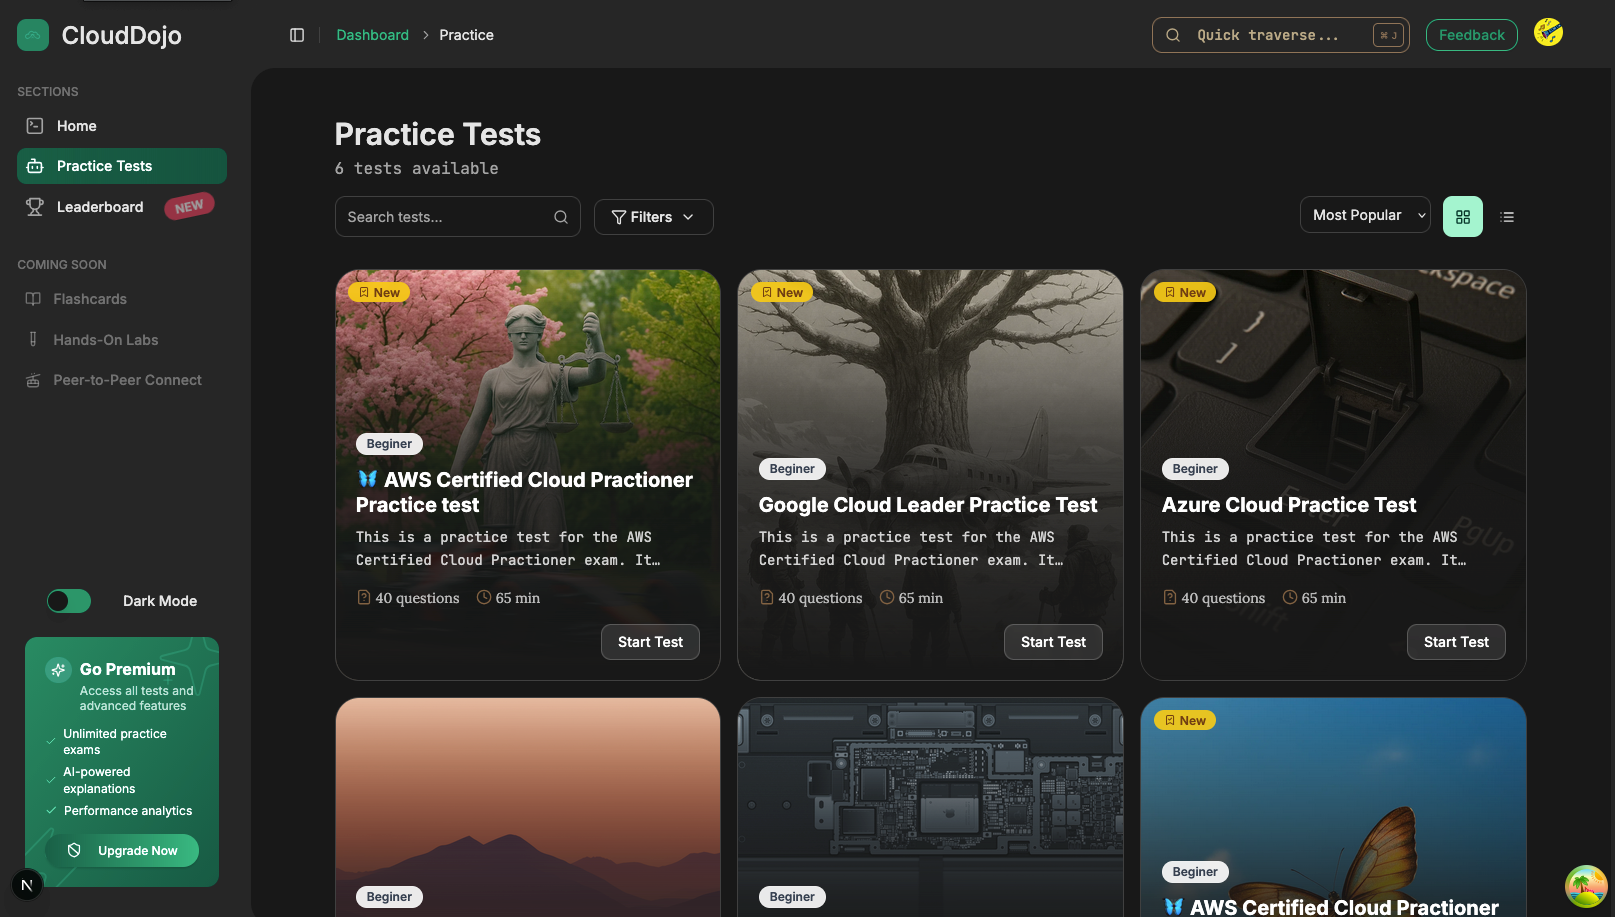 CloudDojo
Dashboard > Practice
Quick traverse... ⌘ J
Feedback
SECTIONS
Home
Practice Tests
Leaderboard NEW
COMING SOON
Flashcards
Hands-On Labs
Peer-to-Peer Connect
Dark Mode
Go Premium
Access all tests and
advanced features
Unlimited practice
exams
AI-powered
explanations
Performance analytics
Upgrade Now
N
Practice Tests
6 tests available
Search tests...
Filters
Most Popular
New
Beginer
🦋 AWS Certified Cloud Practioner
Practice test
This is a practice test for the AWS
Certified Cloud Practioner exam. It…
40 questions 65 min
Start Test
New
Beginer
Google Cloud Leader Practice Test
This is a practice test for the AWS
Certified Cloud Practioner exam. It…
40 questions 65 min
Start Test
New
kspace
}
]
Enter
PgUp
Shift
Beginer
Azure Cloud Practice Test
This is a practice test for the AWS
Certified Cloud Practioner exam. It…
40 questions 65 min
Start Test
Beginer
Beginer
New
Beginer
🦋 AWS Certified Cloud Practioner